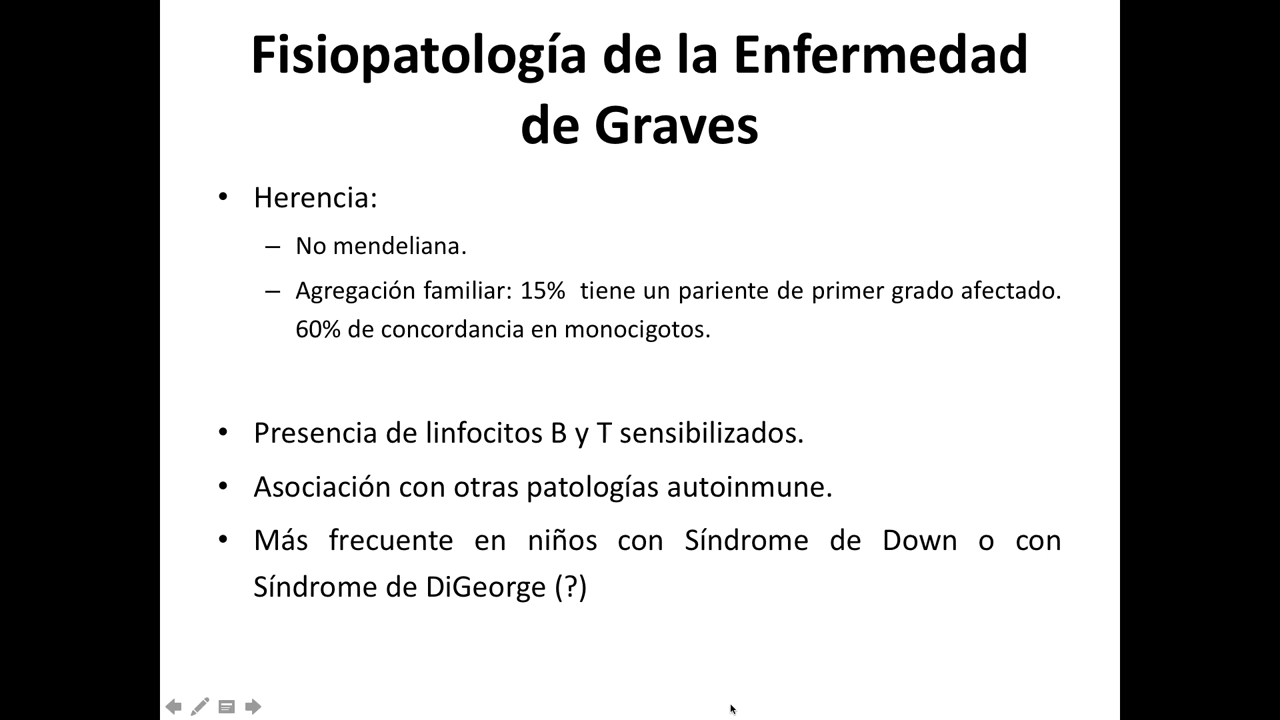 Fisiopatología de la Enfermedad
de Graves
• Herencia:
– No mendeliana.
– Agregación familiar: 15% tiene un pariente de primer grado afectado.
60% de concordancia en monocigotos.
• Presencia de linfocitos B y T sensibilizados.
• Asociación con otras patologías autoinmune.
• Más frecuente en niños con Síndrome de Down o con
Síndrome de DiGeorge (?)